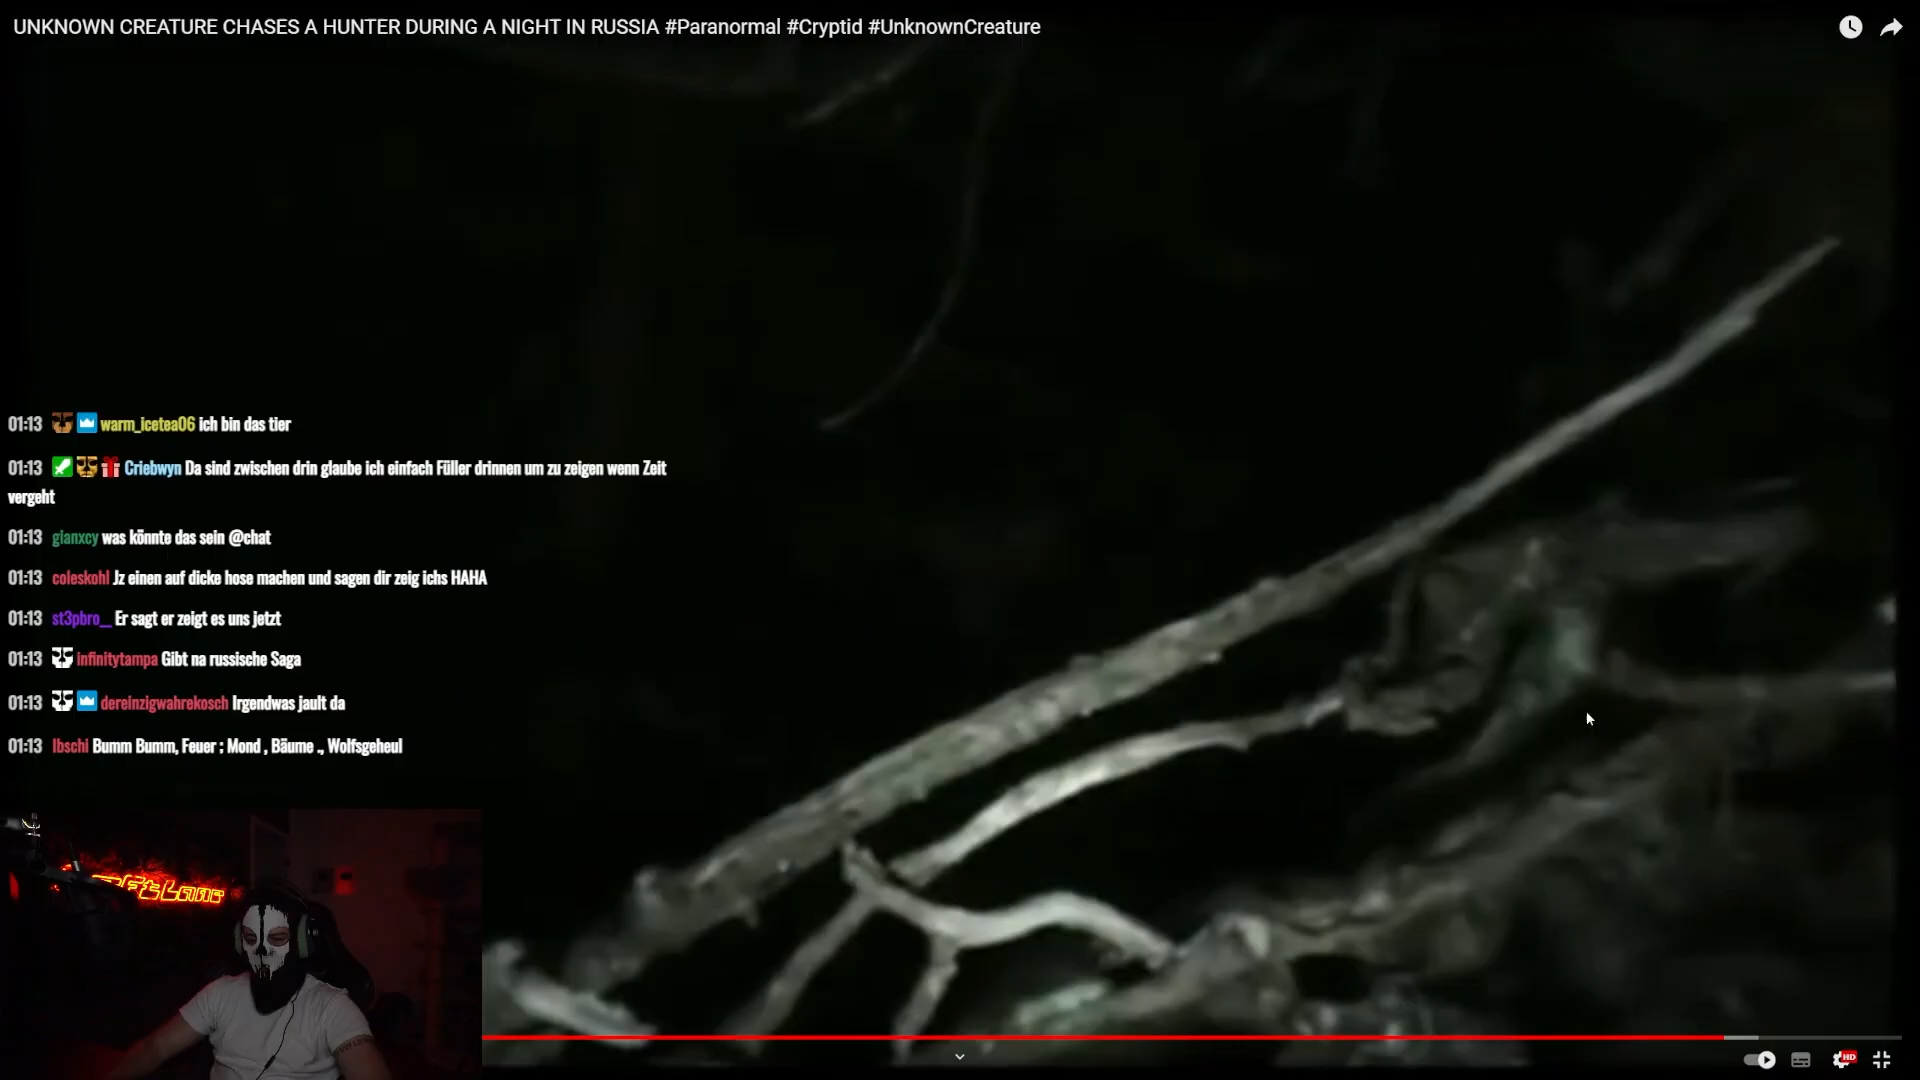 UNKNOWN CREATURE CHASES A HUNTER DURING A NIGHT IN RUSSIA #Paranormal #Cryptid #UnknownCreature
01:13 warm_icetea06 ich bin das tier
01:13 Criebwyn Da sind zwischen drin glaube ich einfach Füller drinnen um zu zeigen wenn Zeit
vergeht
01:13 gianxcy was könnte das sein @chat
01:13 coleskohl Jz einen auf dicke hose machen und sagen dir zeig ichs HAHA
01:13 st3pbro__ Er sagt er zeigt es uns jetzt
01:13 infinitytampa Gibt na russische Saga
01:13 dereinzigwahrekosch Irgendwas jault da
01:13 lbschi Bumm Bumm, Feuer ; Mond , Bäume ., Wolfsgeheul
HD